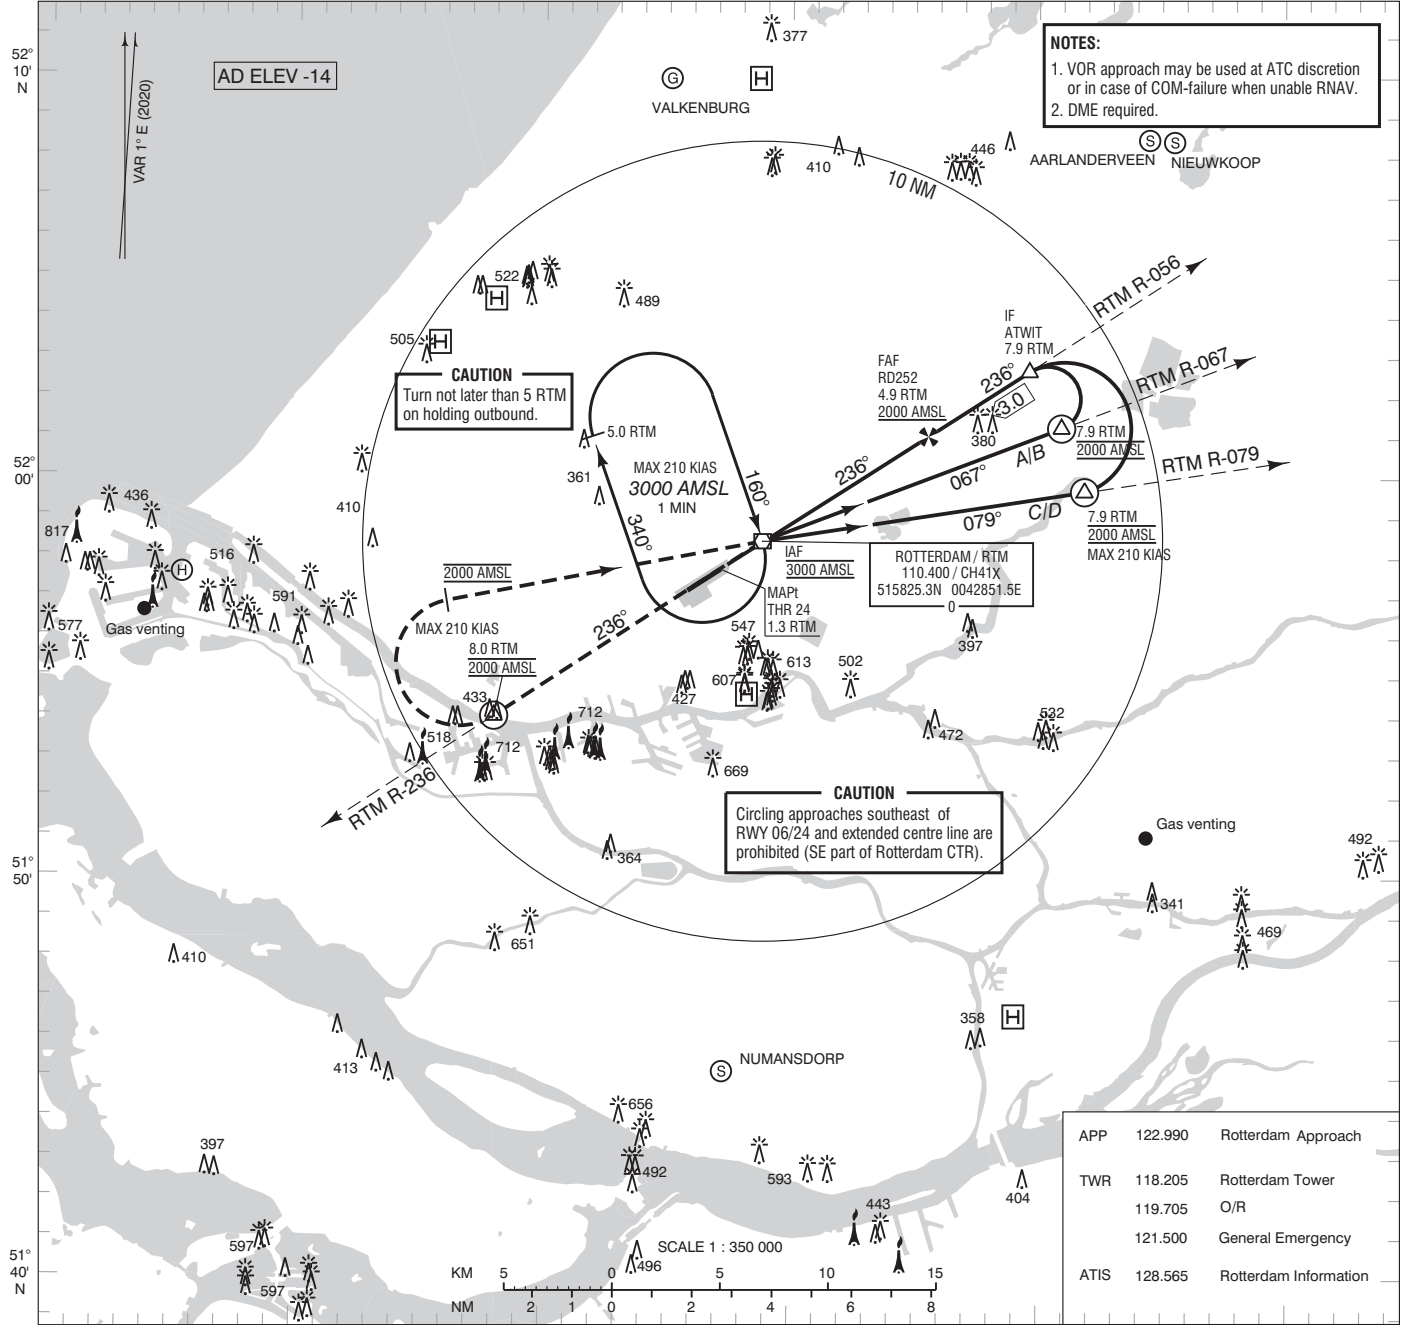 377
52°
10'
N
AD ELEV -14
VAR 1° E (2020)
G
H
VALKENBURG
NOTES:
1. VOR approach may be used at ATC discretion
or in case of COM-failure when unable RNAV.
2. DME required.
S
S
AARLANDERVEEN
NIEUWKOOP
410
446
10 NM
522
H
489
505
H
RTM R-056
IF
ATWIT
7.9 RTM
FAF
RD252
4.9 RTM
2000 AMSL
236°
3.0
380
RTM R-067
CAUTION
Turn not later than 5 RTM
on holding outbound.
5.0 RTM
7.9 RTM
2000 AMSL
A/B
236°
067°
RTM R-079
52°
00'
361
MAX 210 KIAS
3000 AMSL
1 MIN
160°
340°
410
436
817
079°
C/D
7.9 RTM
2000 AMSL
MAX 210 KIAS
516
H
2000 AMSL
IAF
3000 AMSL
ROTTERDAM / RTM
110.400 / CH41X
515825.3N 0042851.5E
0
591
577
Gas venting
MAPt
THR 24
1.3 RTM
MAX 210 KIAS
236°
8.0 RTM
2000 AMSL
547
397
613
502
607
H
427
433
712
532
518
712
472
669
RTM R-236
CAUTION
Circling approaches southeast of
RWY 06/24 and extended centre line are
prohibited (SE part of Rotterdam CTR).
Gas venting
492
364
51°
50'
341
469
651
410
358
H
413
S
NUMANSDORP
656
397
492
593
404
443
597
597
496
51°
40'
N
SCALE 1 : 350 000
KM
5
0
5
10
15
NM
2
1
0
2
4
6
8
APP 122.990 Rotterdam Approach
TWR 118.205 Rotterdam Tower
119.705 O/R
121.500 General Emergency
ATIS 128.565 Rotterdam Information